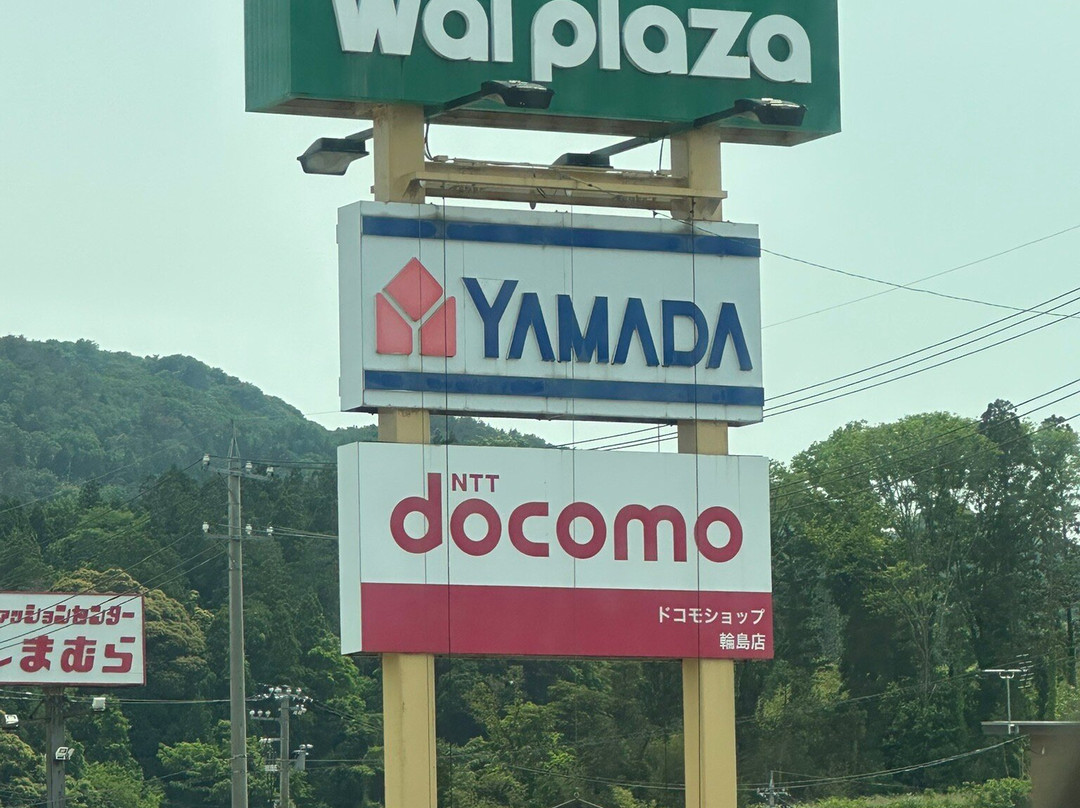 Wai plaza
YAMADA
NTT
docomo
ドコモショップ
輪島店
ァッションセンター
しまむら